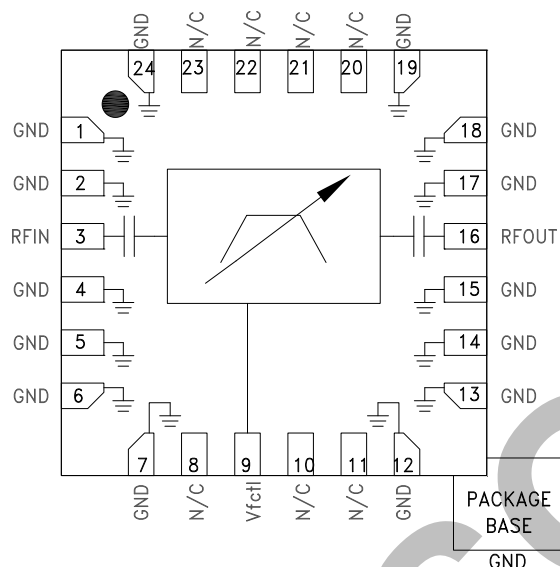 GND
N/C
N/C
N/C
N/C
GND
24
23
22
21
20
19
GND 1
18 GND
GND 2
17 GND
RFIN 3
16 RFOUT
GND 4
15 GND
GND 5
14 GND
GND 6
13 GND
7
8
9
10
11
12
GND
N/C
Vfctl
N/C
N/C
GND
PACKAGE
BASE
GND